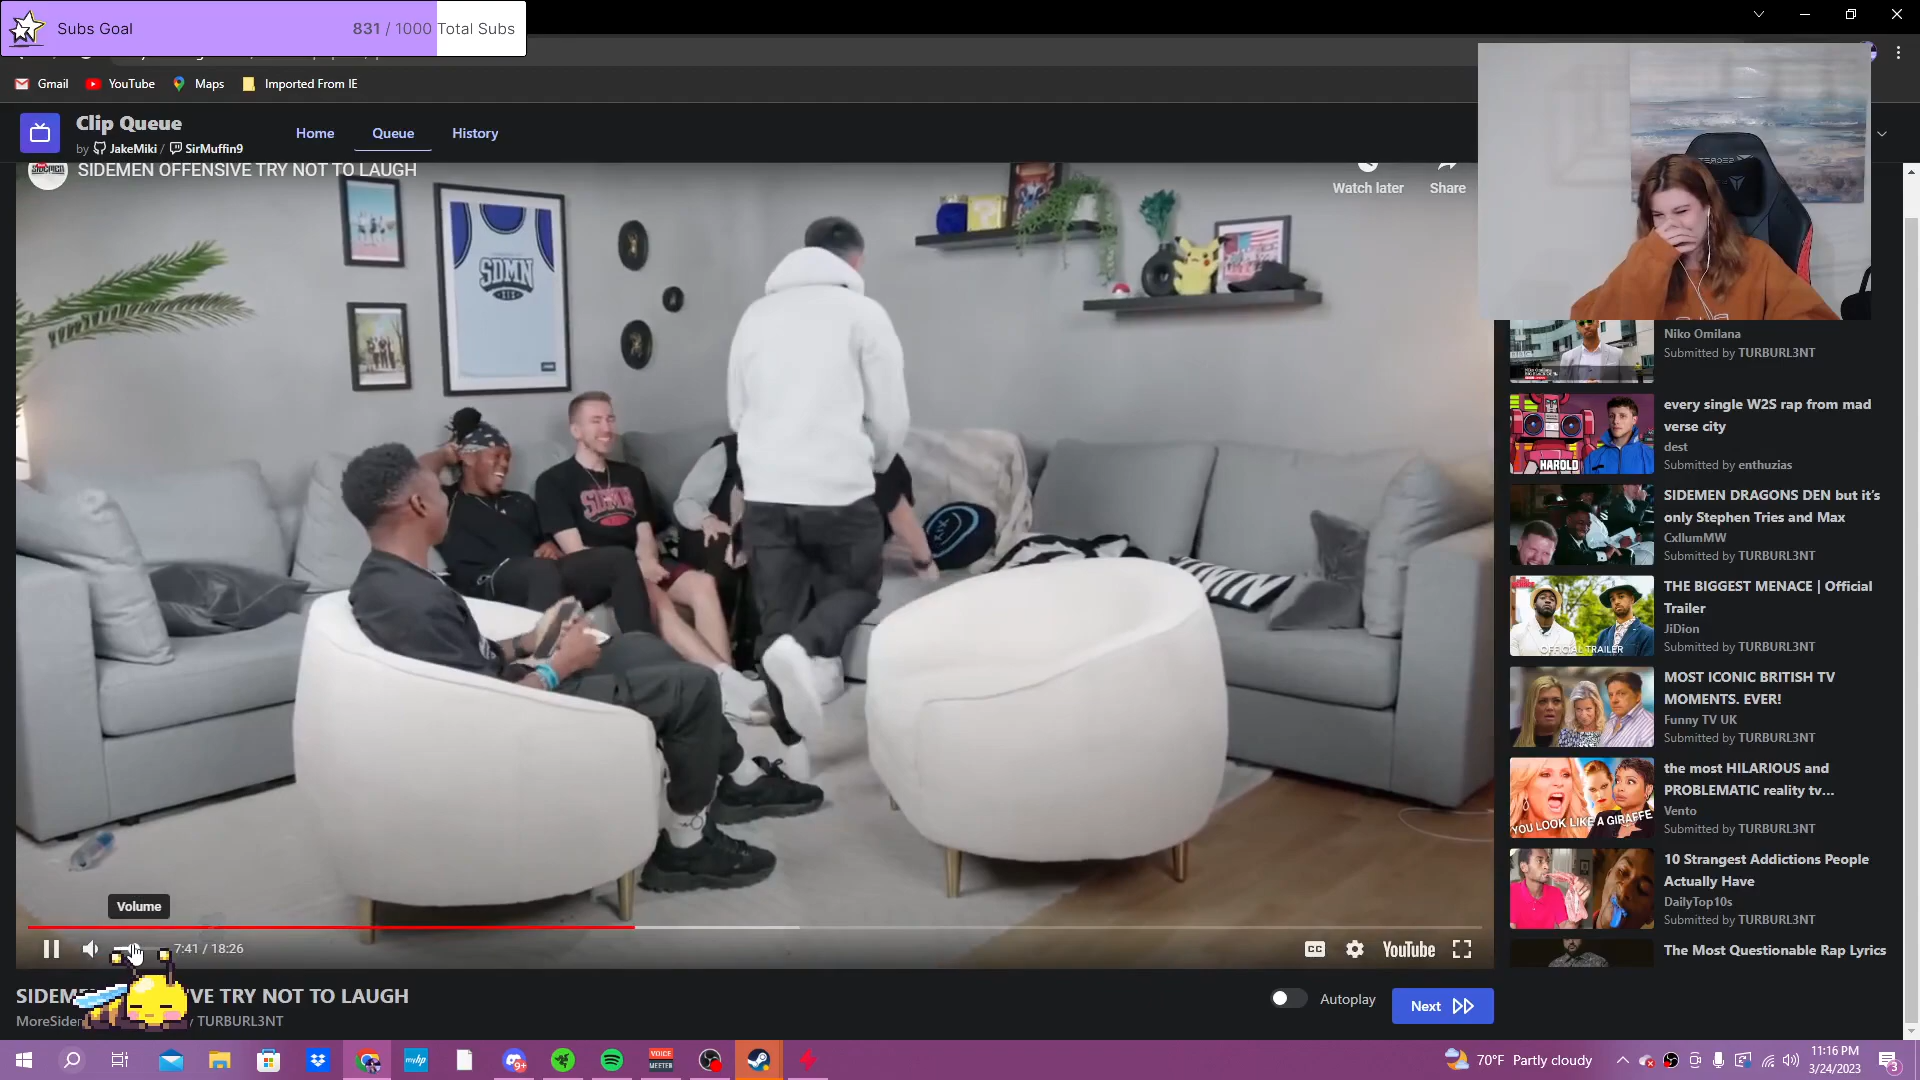 Subs Goal 831 / 1000 Total Subs
Gmail YouTube Maps Imported From IE
Clip Queue
by JakeMiki / SirMuffin9
Home Queue History
SIDEMEN OFFENSIVE TRY NOT TO LAUGH
Watch later Share
SDMN
SDMN
Niko Omilana
Submitted by TURBURL3NT
every single W2S rap from mad
verse city
dest
Submitted by enthuzias
HAROLD
SIDEMEN DRAGONS DEN but it's
only Stephen Tries and Max
CxllumMW
Submitted by TURBURL3NT
THE BIGGEST MENACE | Official
Trailer
JiDion
Submitted by TURBURL3NT
OFFICIAL TRAILER
MOST ICONIC BRITISH TV
MOMENTS. EVER!
Funny TV UK
Submitted by TURBURL3NT
the most HILARIOUS and
PROBLEMATIC reality tv...
Vento
Submitted by TURBURL3NT
YOU LOOK LIKE A GIRAFFE
10 Strangest Addictions People
Actually Have
DailyTop10s
Submitted by TURBURL3NT
The Most Questionable Rap Lyrics
Volume
7:41 / 18:26
CC YouTube
TRY NOT TO LAUGH
/ TURBURL3NT
Autoplay Next
myhp 9+ VOICE MEETER
70°F Partly cloudy
11:16 PM
3/24/2023
3